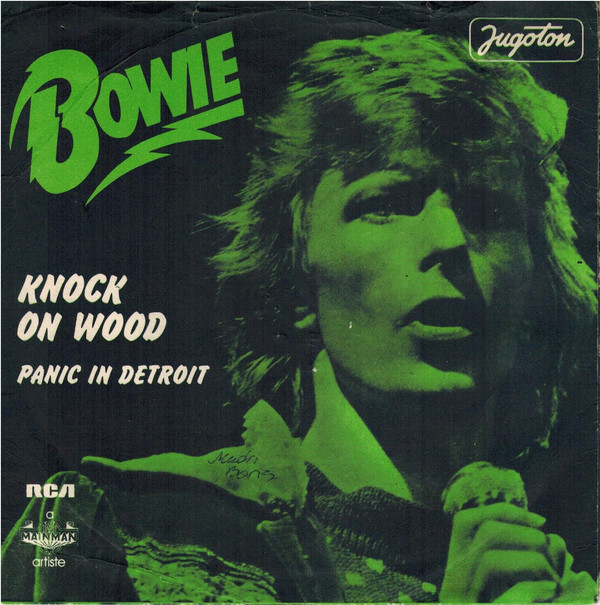 BOWIE
Jugoton
KNOCK
ON WOOD
PANIC IN DETROIT
RCA
a
MAINMAN
artiste